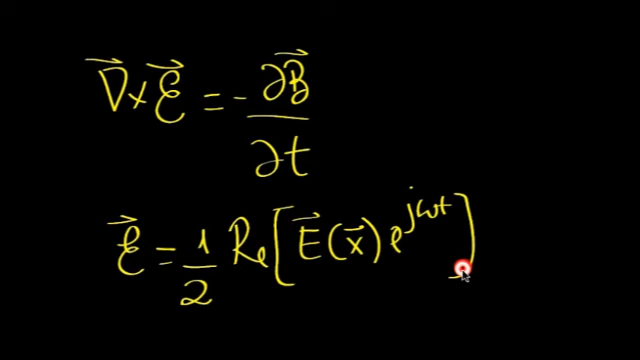 ∇⃗ × ℰ⃗ = - ∂B⃗/∂t
ℰ⃗ = 1/2 Re[E⃗(x⃗) e^{jωt}]